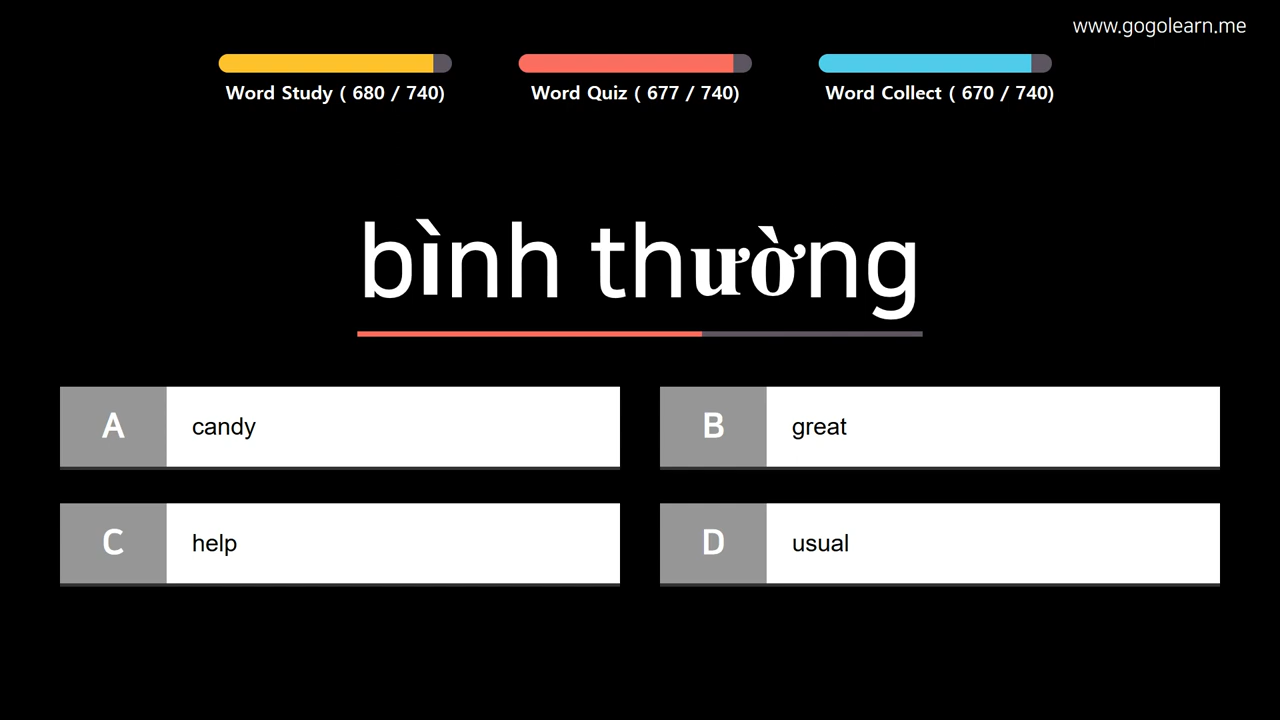 www.gogolearn.me
Word Study ( 680 / 740)
Word Quiz ( 677 / 740)
Word Collect ( 670 / 740)
bình thường
A candy
B great
C help
D usual